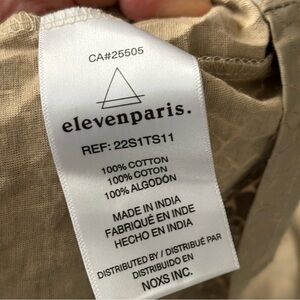 CA#25505
elevenparis.
REF: 22S1TS11
100% COTTON
100% COTON
100% ALGODÓN
MADE IN INDIA
FABRIQUÉ EN INDE
HECHO EN INDIA
DISTRIBUTED BY / DISTRIBUÉ PAR
DISTRIBUIDO EN
NOXS INC.